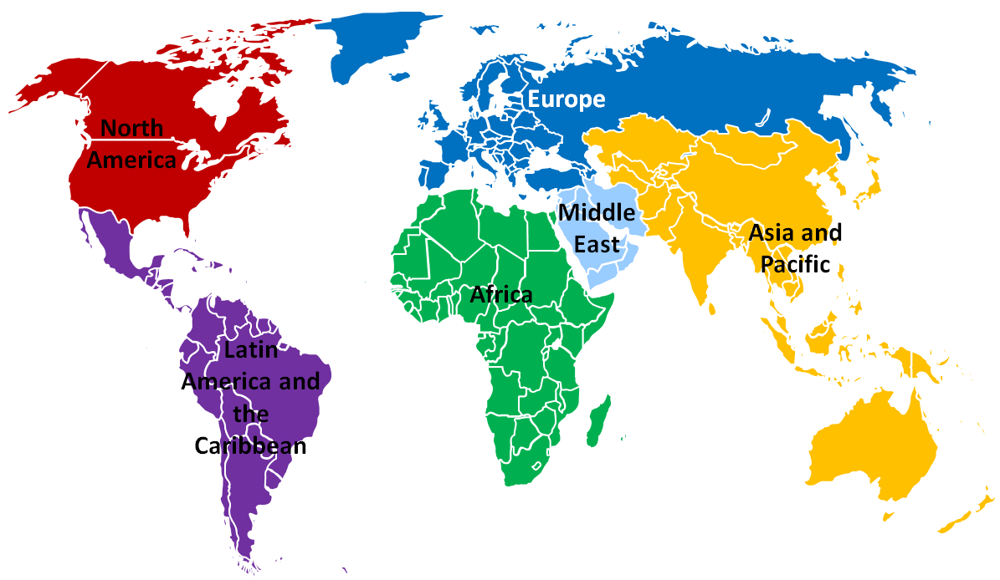 North
America
Europe
Middle
East
Asia and
Pacific
Africa
Latin
America and
the
Caribbean